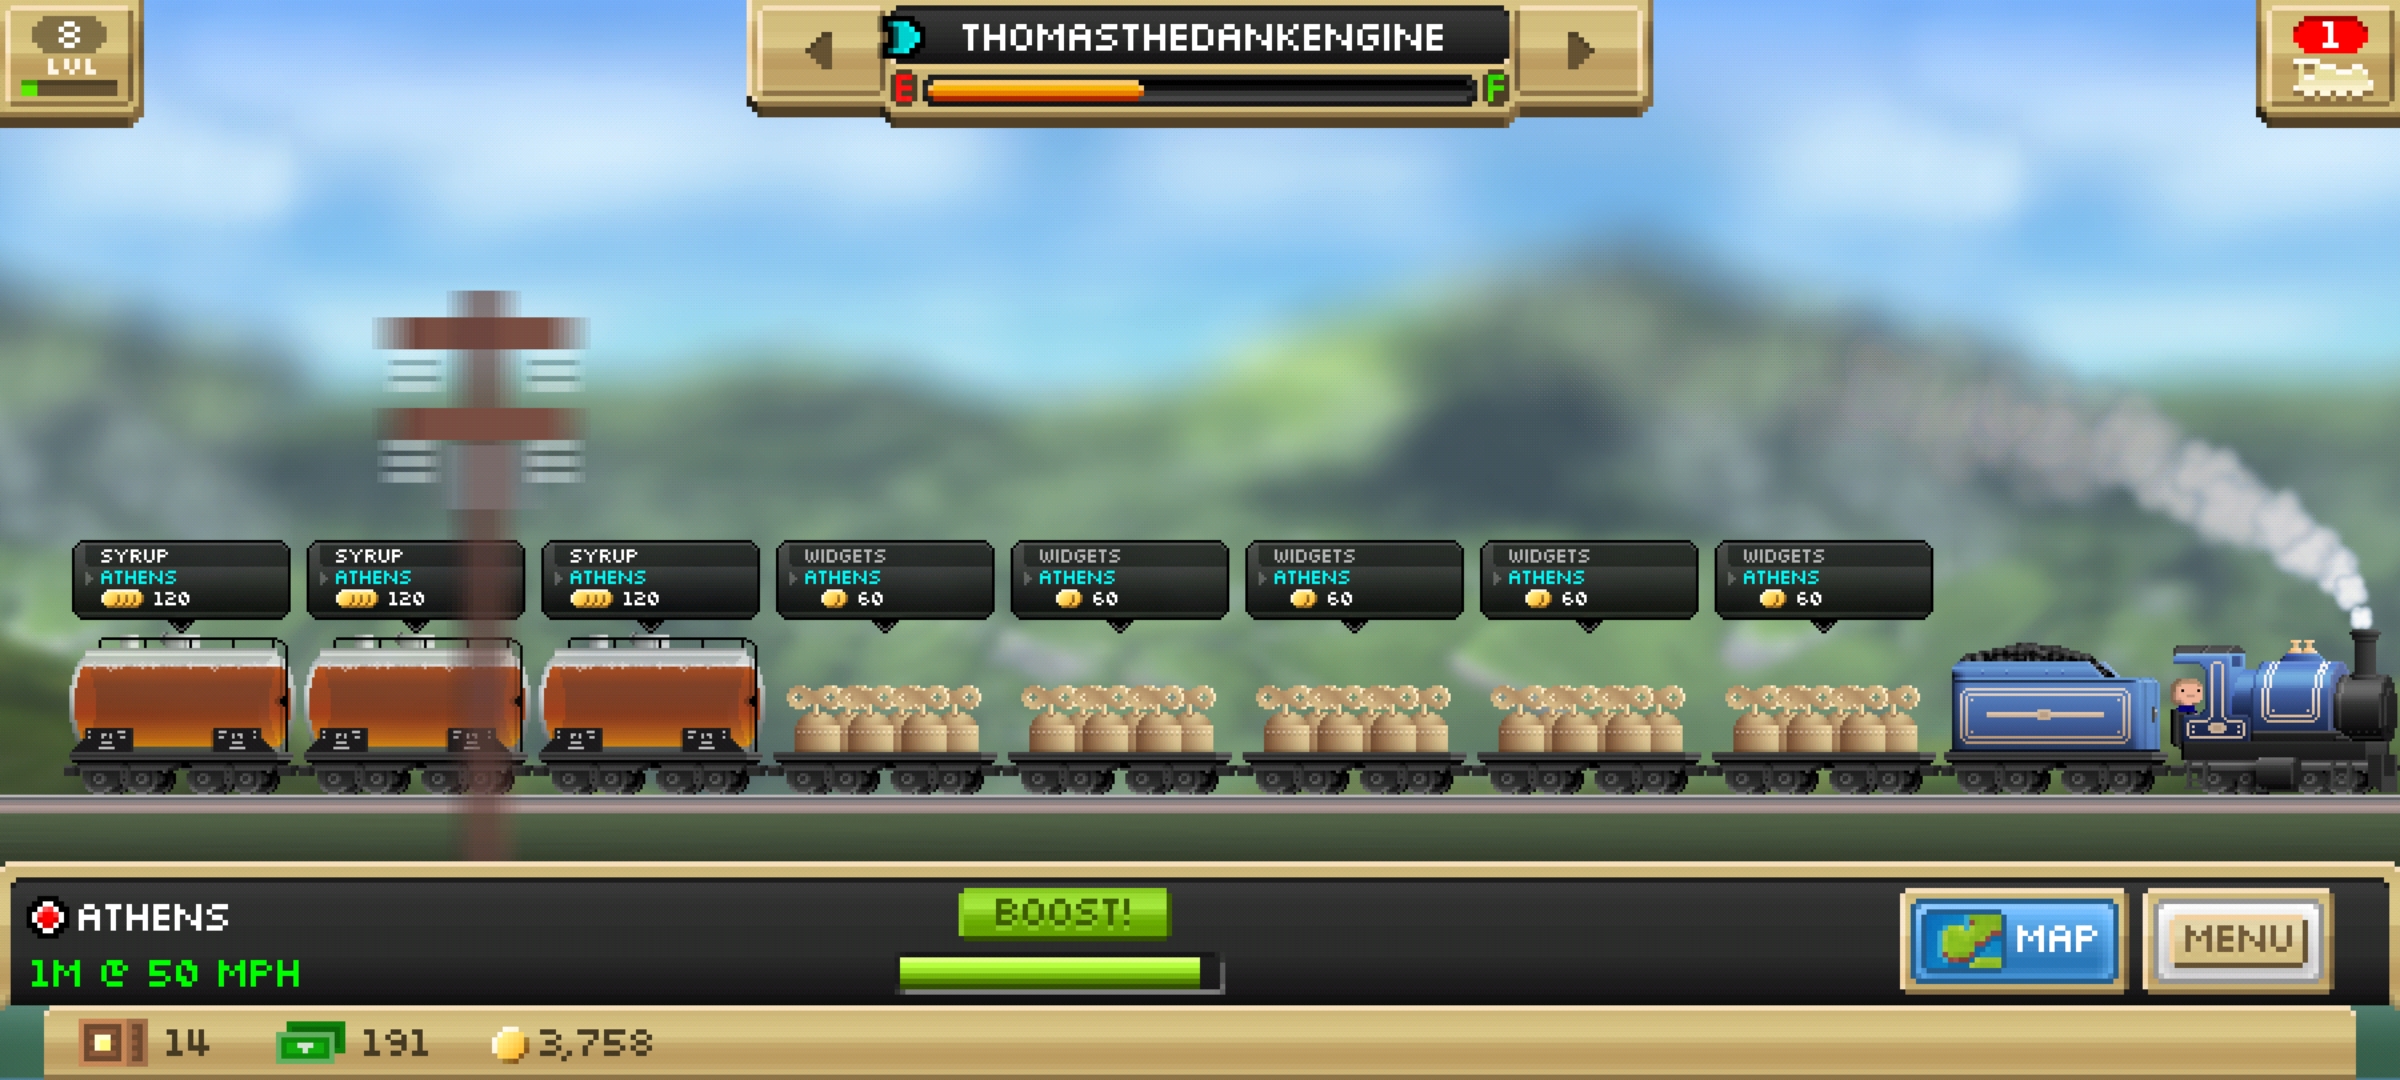 8
LVL
THOMASTHEDANKENGINE
E F
1
SYRUP
ATHENS
120
SYRUP
ATHENS
120
SYRUP
ATHENS
120
WIDGETS
ATHENS
60
WIDGETS
ATHENS
60
WIDGETS
ATHENS
60
WIDGETS
ATHENS
60
WIDGETS
ATHENS
60
ATHENS
1M @ 50 MPH
BOOST!
MAP
MENU
14 191 3,758